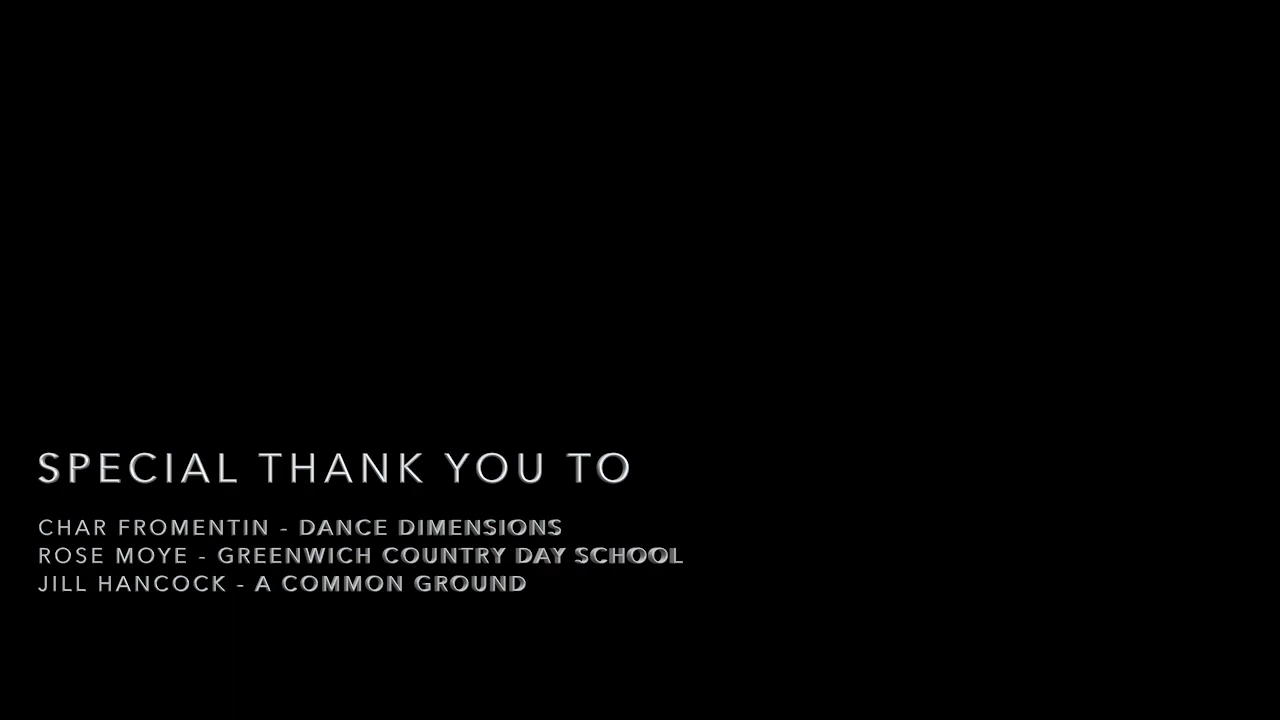 SPECIAL THANK YOU TO
CHAR FROMENTIN - DANCE DIMENSIONS
ROSE MOYE - GREENWICH COUNTRY DAY SCHOOL
JILL HANCOCK - A COMMON GROUND